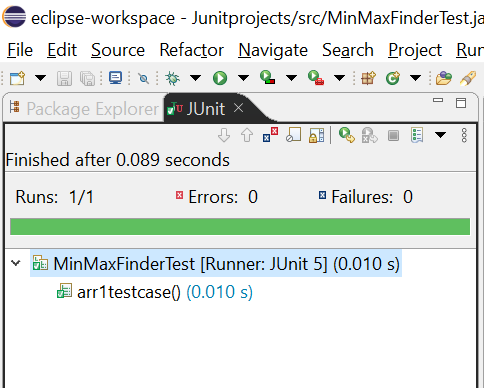 eclipse-workspace - Junitprojects/src/MinMaxFinderTest.ja
File Edit Source Refactor Navigate Search Project Run
Package Explorer JUnit
Finished after 0.089 seconds
Runs: 1/1 Errors: 0 Failures: 0
MinMaxFinderTest [Runner: JUnit 5] (0.010 s)
arr1testcase() (0.010 s)